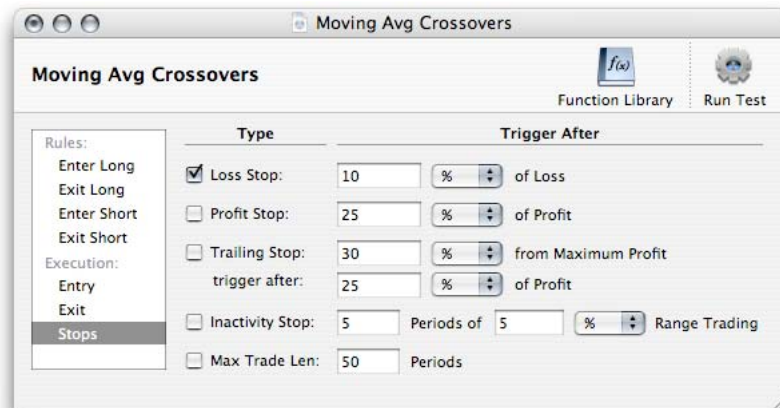 Moving Avg Crossovers
Moving Avg Crossovers
f(x)
Function Library
Run Test
Rules:
Enter Long
Exit Long
Enter Short
Exit Short
Execution:
Entry
Exit
Stops
Type Trigger After
Loss Stop: 10 % of Loss
Profit Stop: 25 % of Profit
Trailing Stop: 30 % from Maximum Profit
trigger after: 25 % of Profit
Inactivity Stop: 5 Periods of 5 % Range Trading
Max Trade Len: 50 Periods